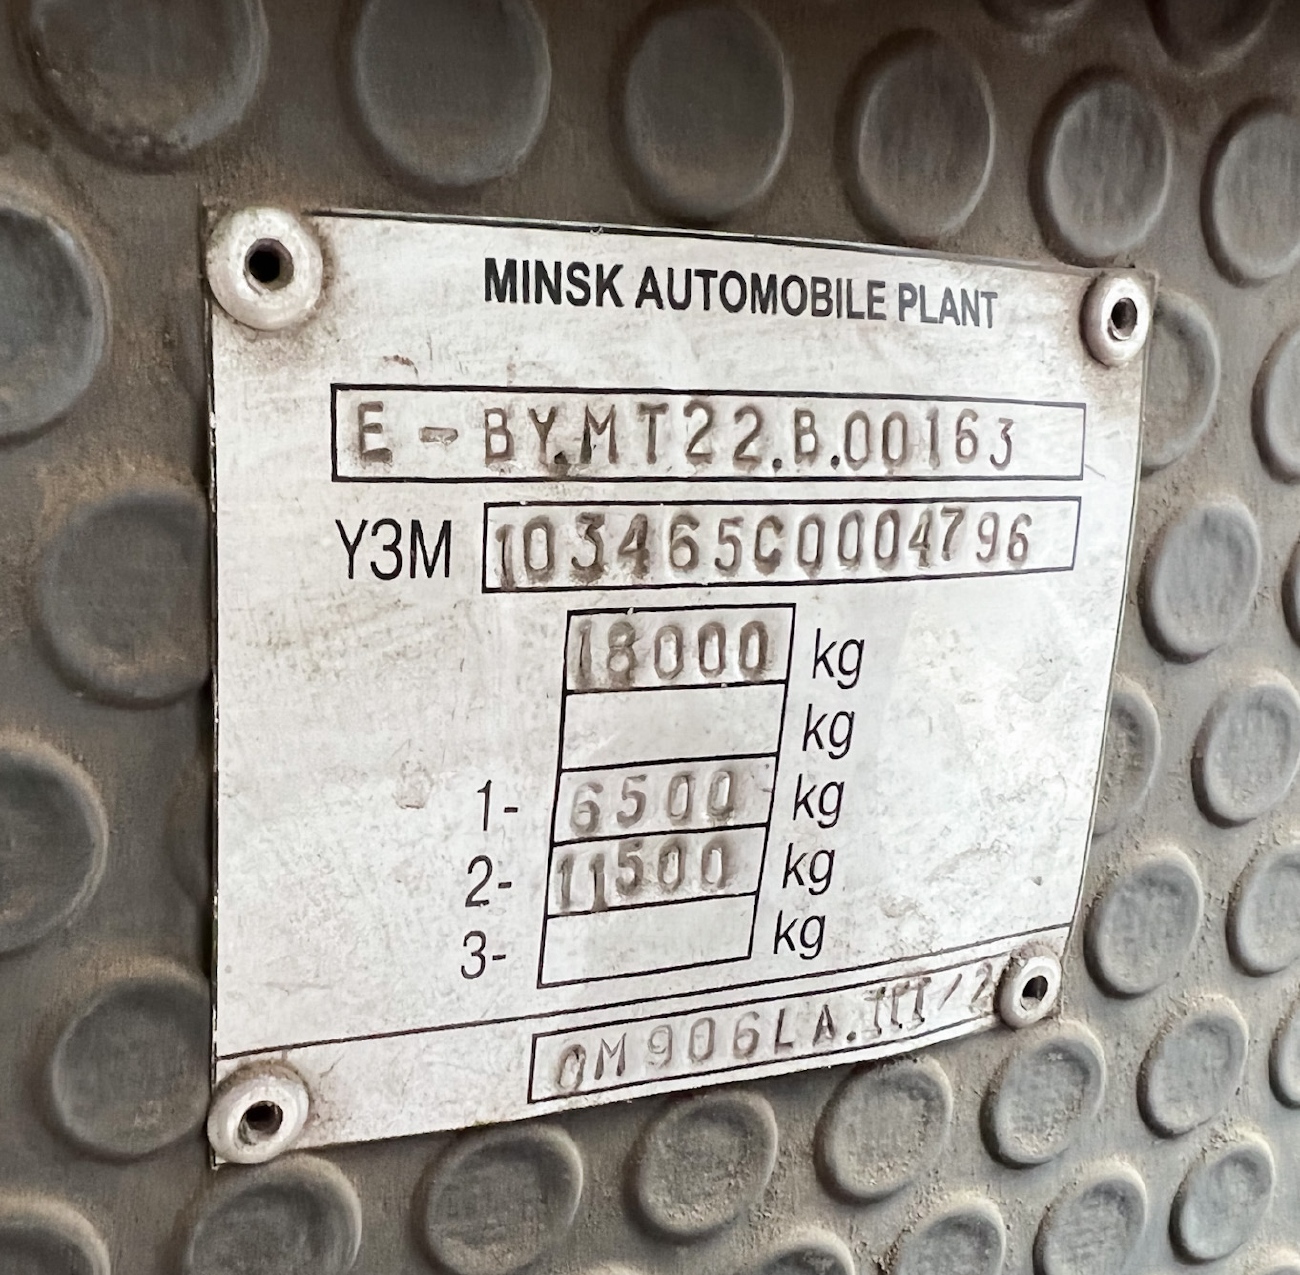 MINSK AUTOMOBILE PLANT
E-BY.MT22.B.00163
Y3M 103465C0004796
18000 kg
kg
1- 6500 kg
2- 11500 kg
3- kg
OM906LA.III/2